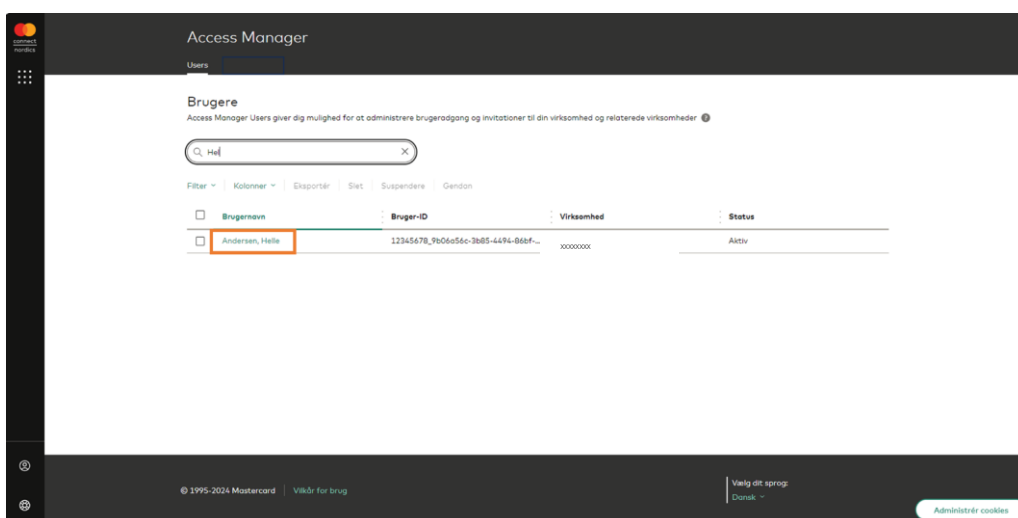 connect
nordics
Access Manager
Users
Brugere
Access Manager Users giver dig mulighed for at administrere brugeradgang og invitationer til din virksomhed og relaterede virksomheder ?
Hel
Filter Kolonner Eksportér Slet Suspendere Gendan
Brugernavn Bruger-ID Virksomhed Status
Andersen, Helle 12345678_9b06a56c-3b85-4494-86bf-... xxxxxxxx Aktiv
© 1995-2024 Mastercard Vilkår for brug
Vælg dit sprog:
Dansk
Administrér cookies